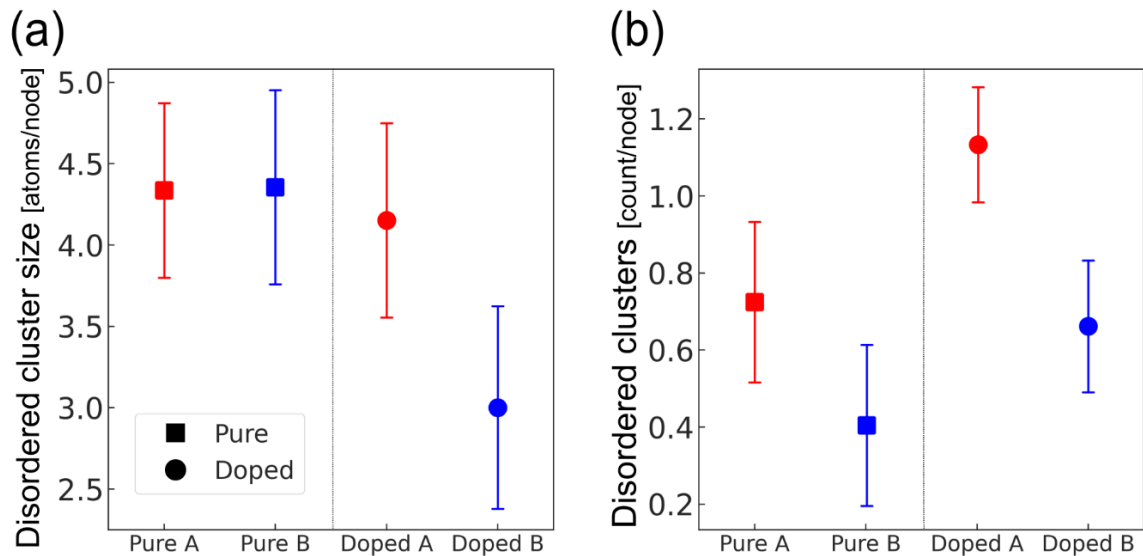 (a)
Disordered cluster size [atoms/node]
5.0
4.5
4.0
3.5
3.0
2.5
Pure
Doped
Pure A
Pure B
Doped A
Doped B
(b)
Disordered clusters [count/node]
1.2
1.0
0.8
0.6
0.4
0.2
Pure A
Pure B
Doped A
Doped B